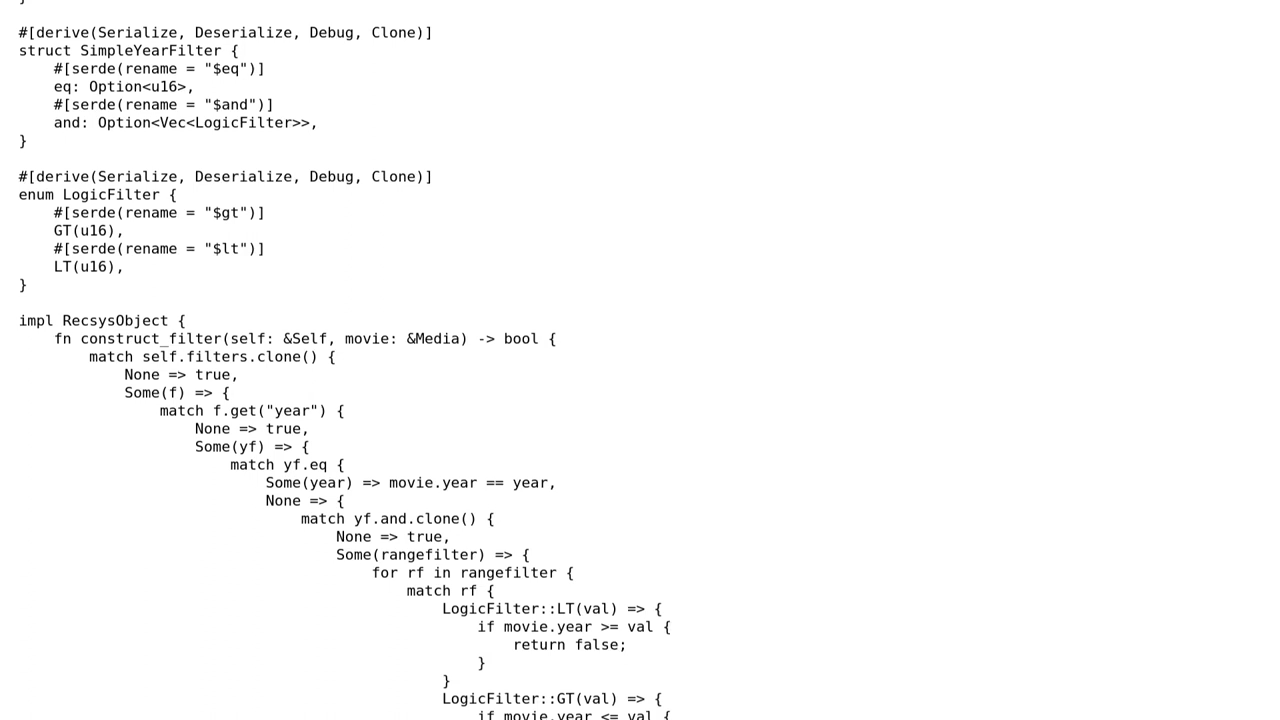 }
#[derive(Serialize, Deserialize, Debug, Clone)]
struct SimpleYearFilter {
    #[serde(rename = "$eq")]
    eq: Option<u16>,
    #[serde(rename = "$and")]
    and: Option<Vec<LogicFilter>>,
}
#[derive(Serialize, Deserialize, Debug, Clone)]
enum LogicFilter {
    #[serde(rename = "$gt")]
    GT(u16),
    #[serde(rename = "$lt")]
    LT(u16),
}
impl RecsysObject {
    fn construct_filter(self: &Self, movie: &Media) -> bool {
        match self.filters.clone() {
            None => true,
            Some(f) => {
                match f.get("year") {
                    None => true,
                    Some(yf) => {
                        match yf.eq {
                            Some(year) => movie.year == year,
                            None => {
                                match yf.and.clone() {
                                    None => true,
                                    Some(rangefilter) => {
                                        for rf in rangefilter {
                                            match rf {
                                                LogicFilter::LT(val) => {
                                                    if movie.year >= val {
                                                        return false;
                                                    }
                                                }
                                                LogicFilter::GT(val) => {
                                                    if movie.year <= val {